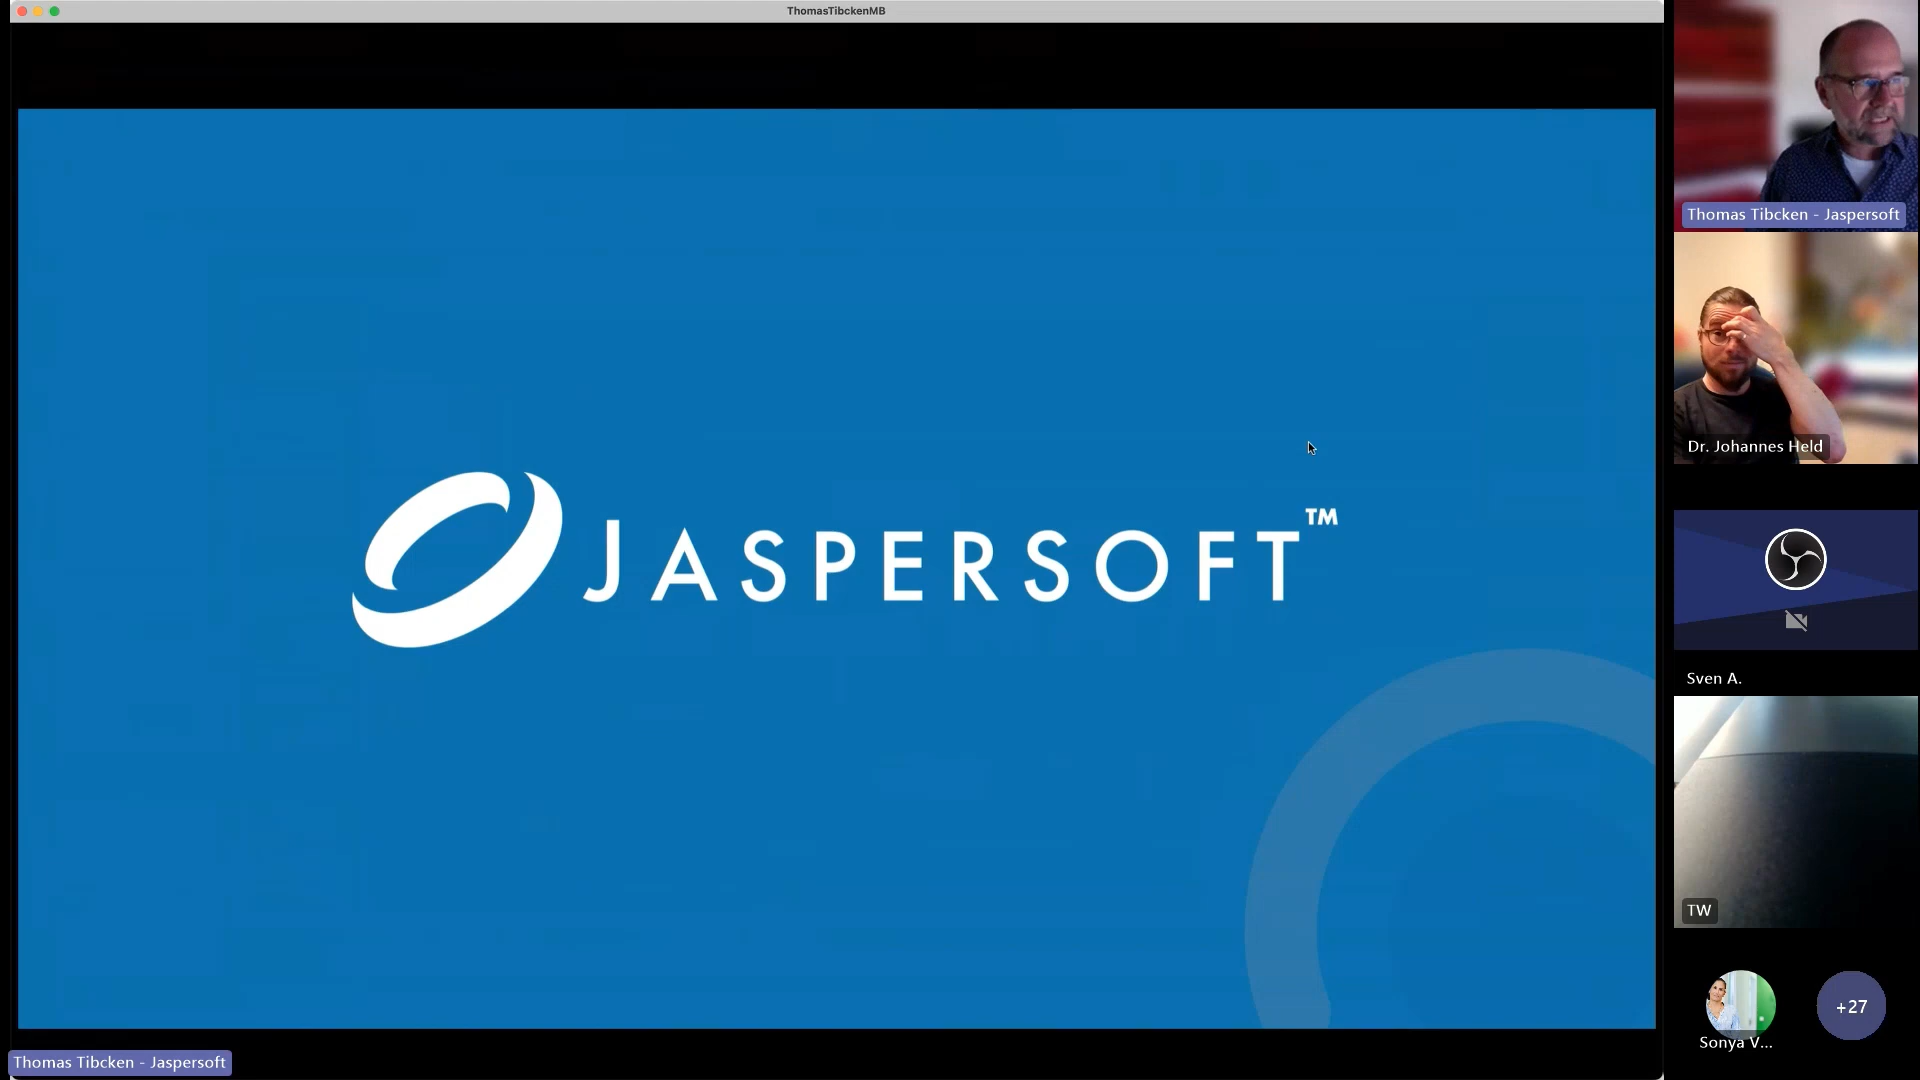 ThomasTibckenMB
JASPERSOFT™
Thomas Tibcken - Jaspersoft
Dr. Johannes Held
Sven A.
TW
Sonya V...
+27
Thomas Tibcken - Jaspersoft